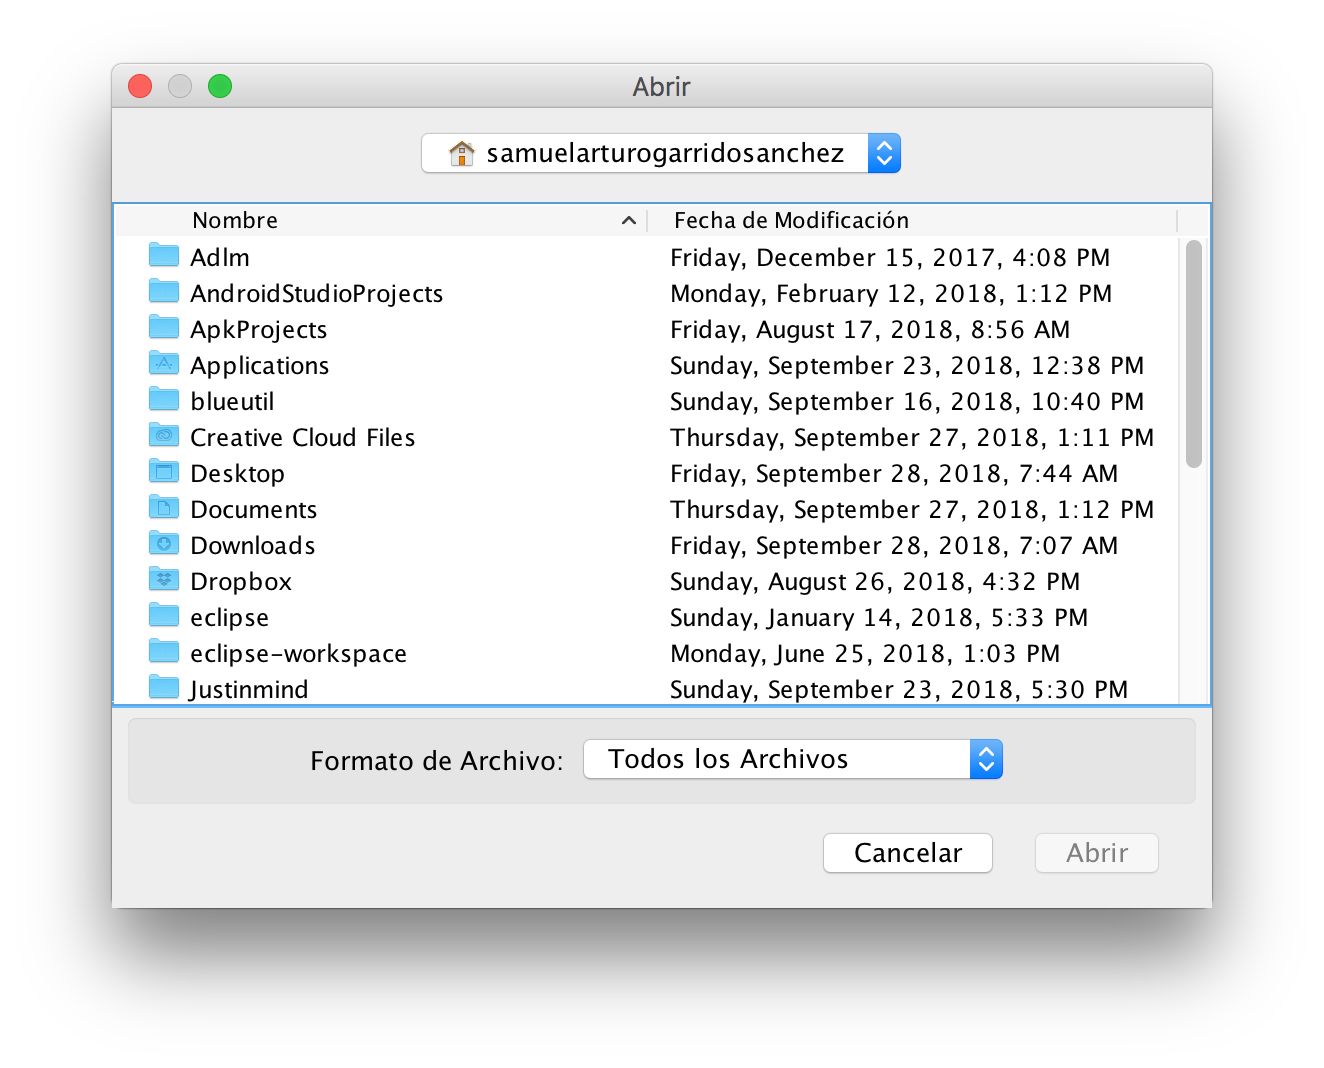 Abrir
samuelarturogarridosanchez
Nombre Fecha de Modificación
Adlm Friday, December 15, 2017, 4:08 PM
AndroidStudioProjects Monday, February 12, 2018, 1:12 PM
ApkProjects Friday, August 17, 2018, 8:56 AM
Applications Sunday, September 23, 2018, 12:38 PM
blueutil Sunday, September 16, 2018, 10:40 PM
Creative Cloud Files Thursday, September 27, 2018, 1:11 PM
Desktop Friday, September 28, 2018, 7:44 AM
Documents Thursday, September 27, 2018, 1:12 PM
Downloads Friday, September 28, 2018, 7:07 AM
Dropbox Sunday, August 26, 2018, 4:32 PM
eclipse Sunday, January 14, 2018, 5:33 PM
eclipse-workspace Monday, June 25, 2018, 1:03 PM
Justinmind Sunday, September 23, 2018, 5:30 PM
Formato de Archivo: Todos los Archivos
Cancelar Abrir